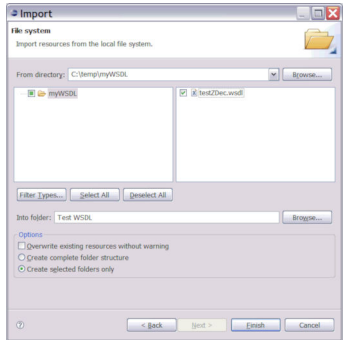 Import
File system
Import resources from the local file system.
From directory: C:\temp\myWSDL Browse...
myWSDL testZDec.wsdl
Filter Types... Select All Deselect All
Into folder: Test WSDL Browse...
Options
Overwrite existing resources without warning
Create complete folder structure
Create selected folders only
< Back Next > Finish Cancel